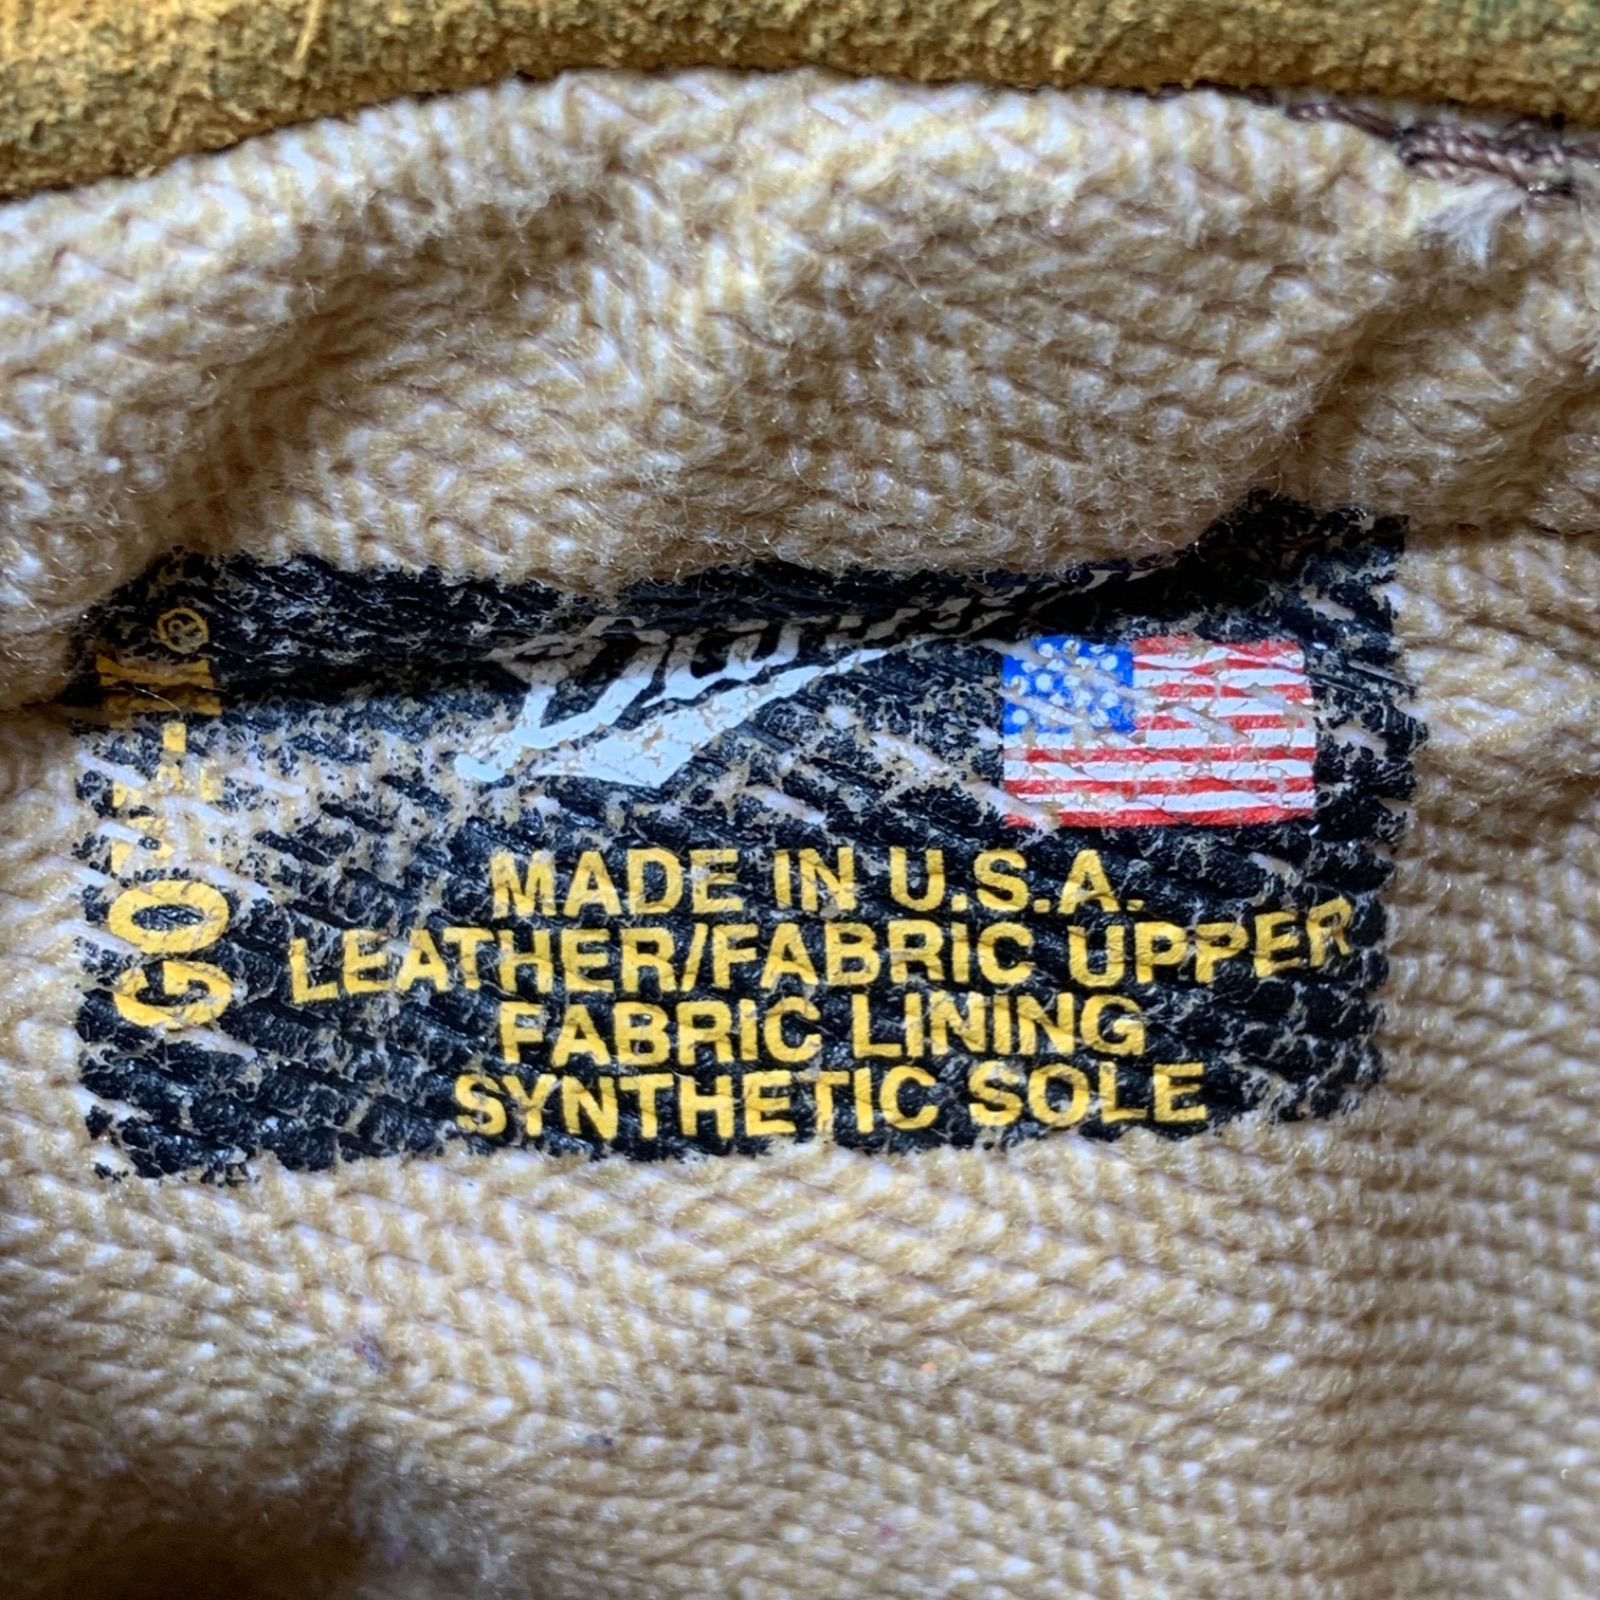 MADE IN U.S.A.
LEATHER/FABRIC UPPER
FABRIC LINING
SYNTHETIC SOLE